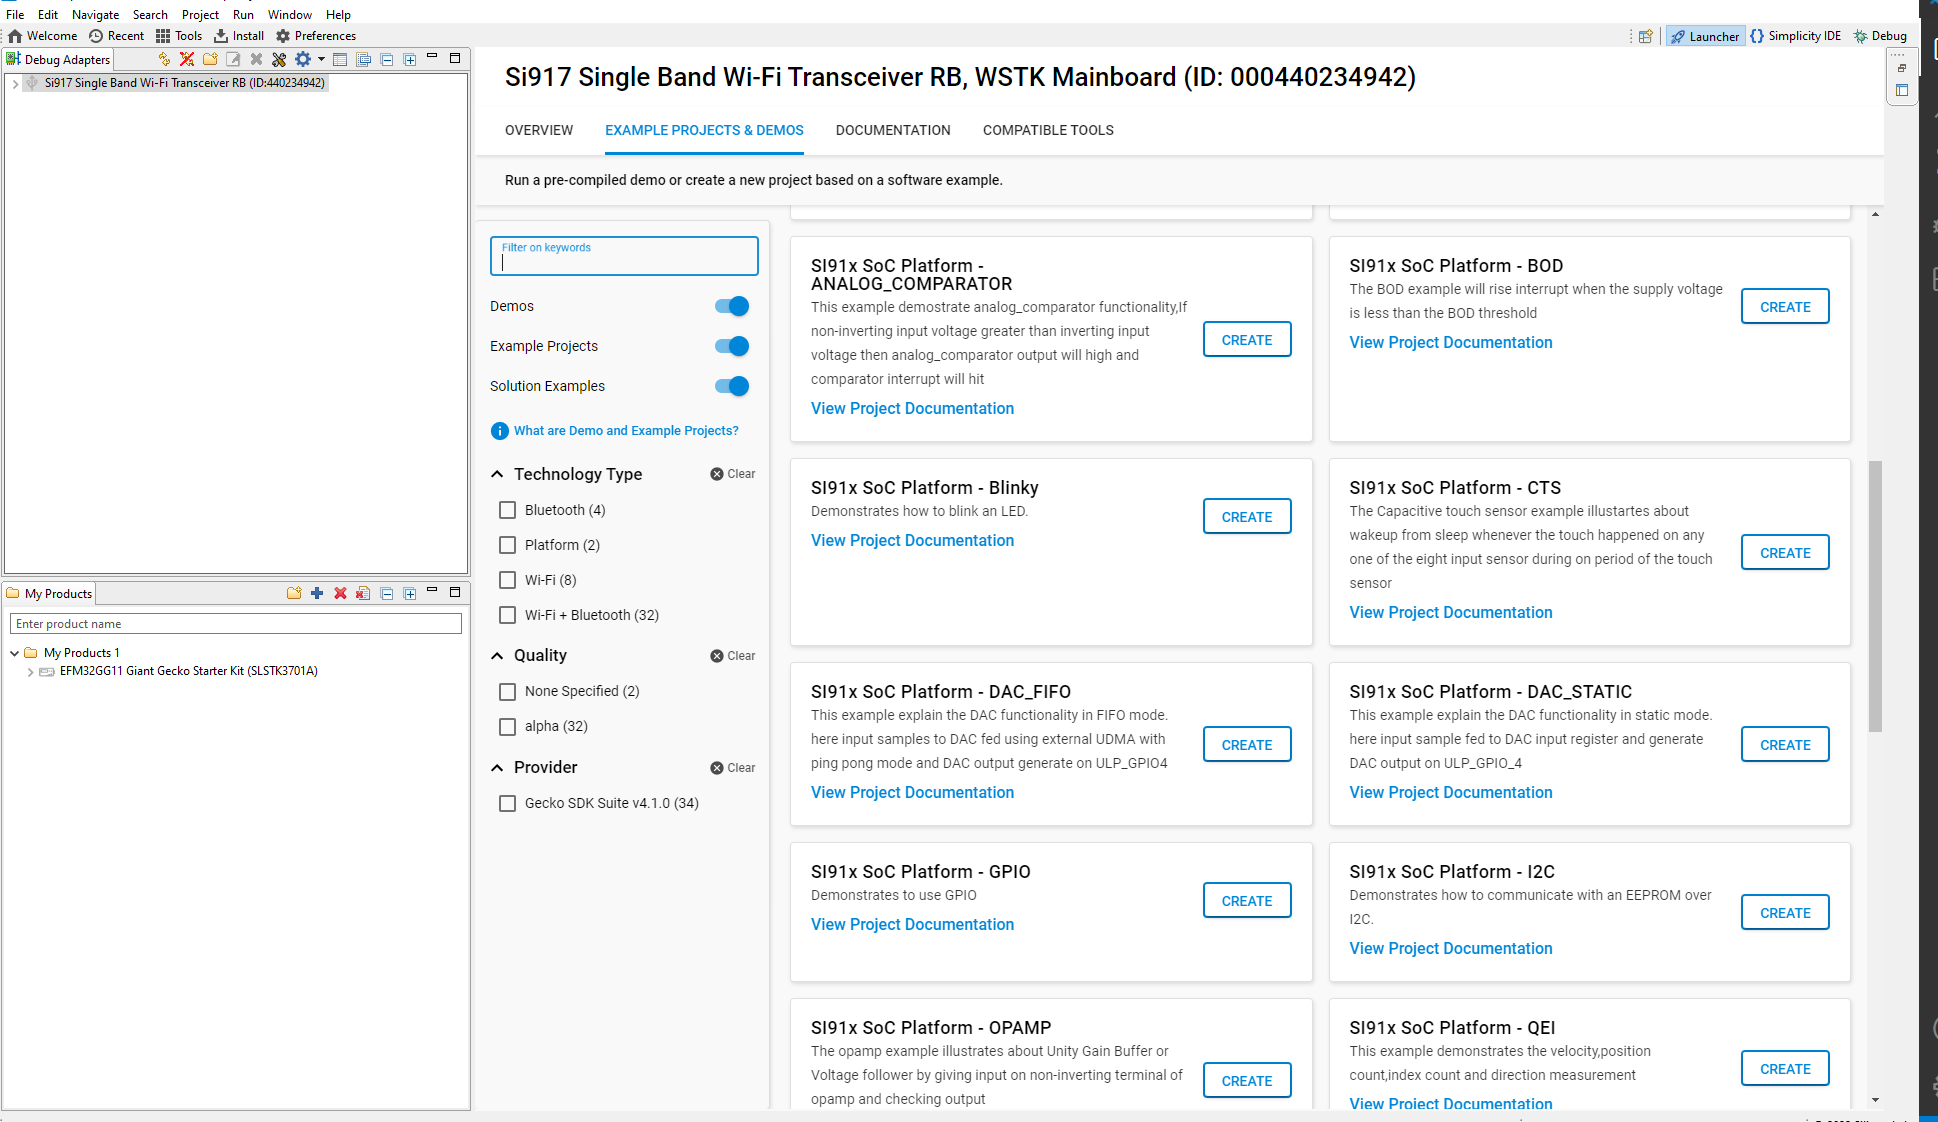 File Edit Navigate Search Project Run Window Help
Welcome Recent Tools Install Preferences
Launcher Simplicity IDE Debug
Debug Adapters
Si917 Single Band Wi-Fi Transceiver RB (ID:440234942)
My Products
Enter product name
My Products 1
EFM32GG11 Giant Gecko Starter Kit (SLSTK3701A)
Si917 Single Band Wi-Fi Transceiver RB, WSTK Mainboard (ID: 000440234942)
OVERVIEW EXAMPLE PROJECTS & DEMOS DOCUMENTATION COMPATIBLE TOOLS
Run a pre-compiled demo or create a new project based on a software example.
Filter on keywords
Demos
Example Projects
Solution Examples
What are Demo and Example Projects?
Technology Type Clear
Bluetooth (4)
Platform (2)
Wi-Fi (8)
Wi-Fi + Bluetooth (32)
Quality Clear
None Specified (2)
alpha (32)
Provider Clear
Gecko SDK Suite v4.1.0 (34)
SI91x SoC Platform -
ANALOG_COMPARATOR
This example demostrate analog_comparator functionality,If
non-inverting input voltage greater than inverting input
voltage then analog_comparator output will high and
comparator interrupt will hit
View Project Documentation
CREATE
SI91x SoC Platform - BOD
The BOD example will rise interrupt when the supply voltage
is less than the BOD threshold
View Project Documentation
CREATE
SI91x SoC Platform - Blinky
Demonstrates how to blink an LED.
View Project Documentation
CREATE
SI91x SoC Platform - CTS
The Capacitive touch sensor example illustartes about
wakeup from sleep whenever the touch happened on any
one of the eight input sensor during on period of the touch
sensor
View Project Documentation
CREATE
SI91x SoC Platform - DAC_FIFO
This example explain the DAC functionality in FIFO mode.
here input samples to DAC fed using external UDMA with
ping pong mode and DAC output generate on ULP_GPIO4
View Project Documentation
CREATE
SI91x SoC Platform - DAC_STATIC
This example explain the DAC functionality in static mode.
here input sample fed to DAC input register and generate
DAC output on ULP_GPIO_4
View Project Documentation
CREATE
SI91x SoC Platform - GPIO
Demonstrates to use GPIO
View Project Documentation
CREATE
SI91x SoC Platform - I2C
Demonstrates how to communicate with an EEPROM over
I2C.
View Project Documentation
CREATE
SI91x SoC Platform - OPAMP
The opamp example illustrates about Unity Gain Buffer or
Voltage follower by giving input on non-inverting terminal of
opamp and checking output
CREATE
SI91x SoC Platform - QEI
This example demonstrates the velocity,position
count,index count and direction measurement
View Project Documentation
CREATE